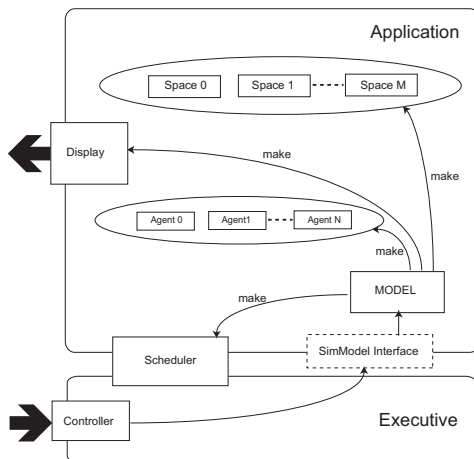 Application
Space 0 Space 1 Space M
Display
make
make
Agent 0 Agent1 Agent N
make
MODEL
make
Scheduler
SimModel Interface
Controller
Executive